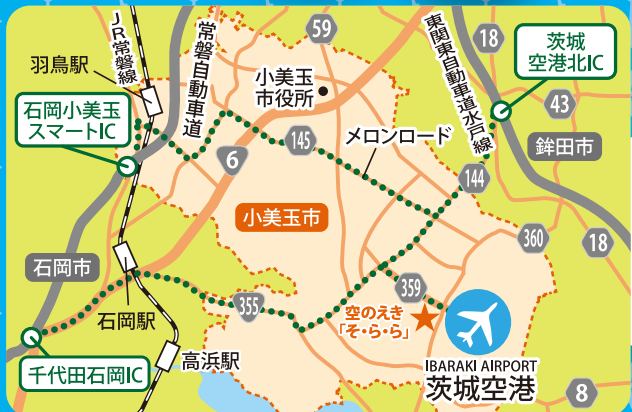 JR常磐線
羽鳥駅
常磐自動車道
59
小美玉
市役所
東関東自動車道水戸線
18
茨城
空港北IC
石岡小美玉
スマートIC
145
メロンロード
43
6
144
鉾田市
小美玉市
360
18
石岡市
石岡駅
355
359
空のえき
「そ・ら・ら」
高浜駅
千代田石岡IC
IBARAKI AIRPORT
茨城空港
8